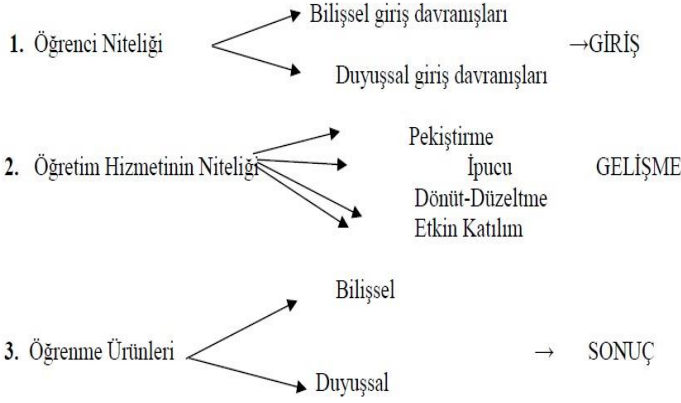 Bilişsel giriş davranışları
1. Öğrenci Niteliği →GİRİŞ
Duyuşsal giriş davranışları
Pekiştirme
2. Öğretim Hizmetinin Niteliği İpucu GELİŞME
Dönüt-Düzeltme
Etkin Katılım
Bilişsel
3. Öğrenme Ürünleri → SONUÇ
Duyuşsal